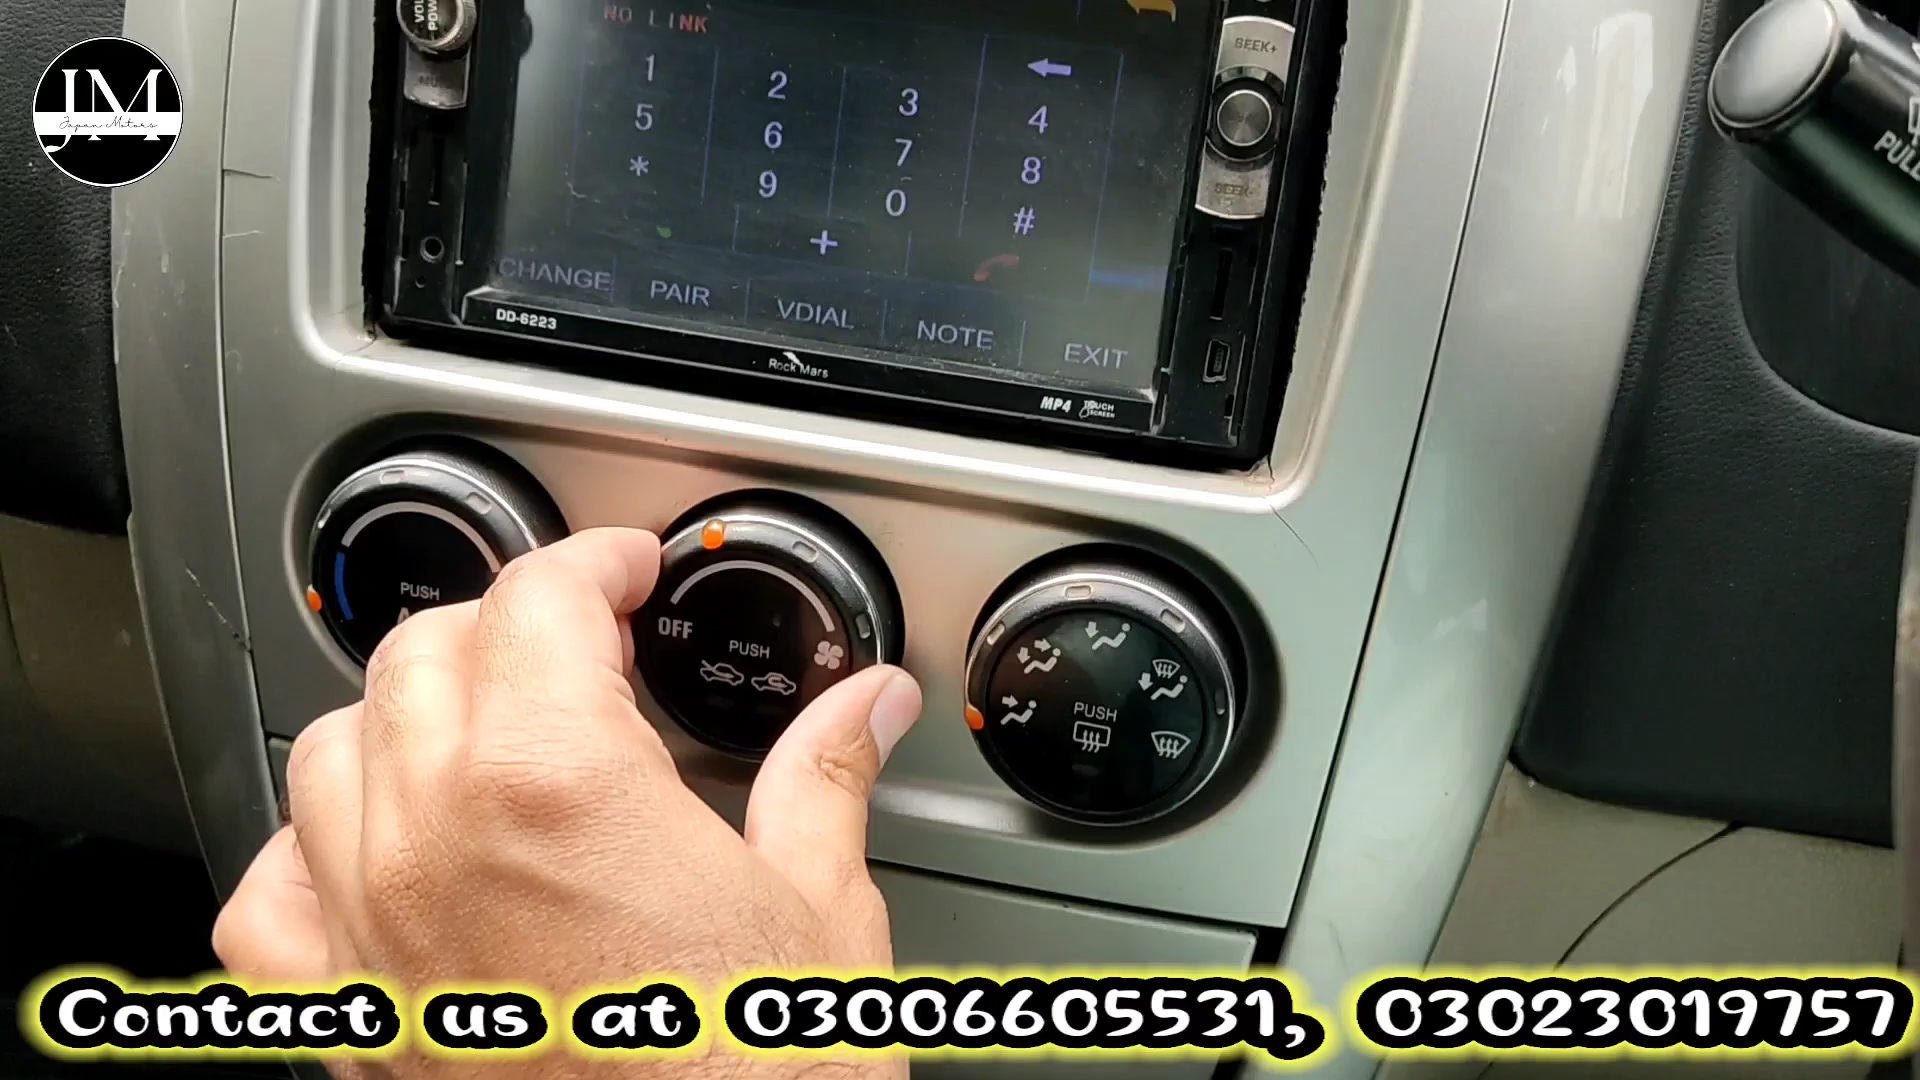 JM
Japan Motors
VOL
NO LINK
SEEK+
1 2 3
4
5 6 7 8
* 9 0 #
+
SEEK-
CHANGE PAIR VDIAL NOTE EXIT
DD-6223
Rock Mars
MP4 TOUCH SCREEN
PULL
PUSH
OFF
PUSH
PUSH
Contact us at 03006605531, 03023019757